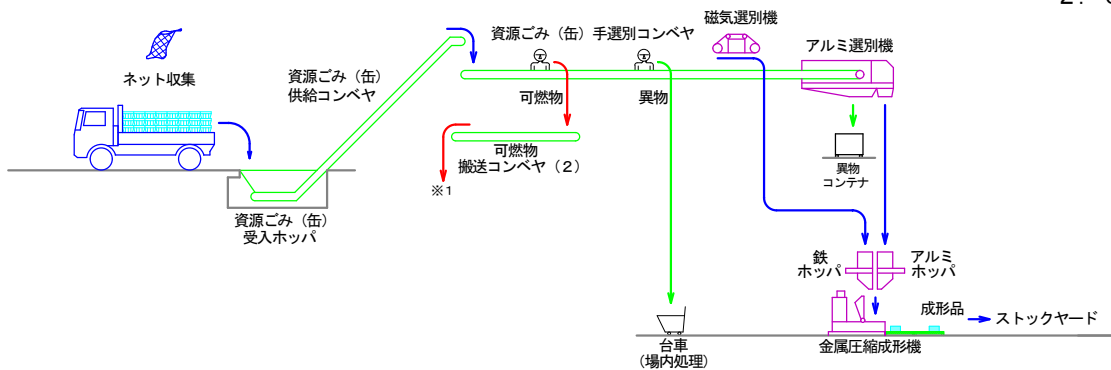 2.
磁気選別機
資源ごみ（缶）手選別コンベヤ
アルミ選別機
ネット収集
資源ごみ（缶）
供給コンベヤ
可燃物
異物
可燃物
搬送コンベヤ（２）
※1
異物
コンテナ
資源ごみ（缶）
受入ホッパ
鉄
ホッパ
アルミ
ホッパ
成形品
ストックヤード
台車
（場内処理）
金属圧縮成形機